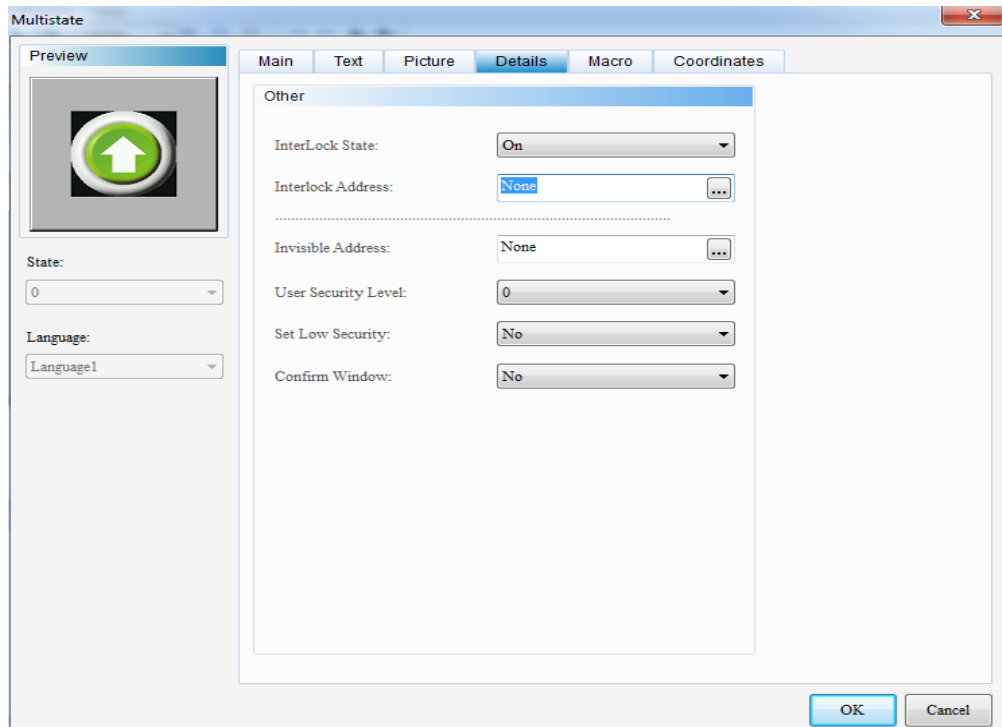 Multistate
Preview
Main Text Picture Details Macro Coordinates
Other
InterLock State: On
Interlock Address: None ...
Invisible Address: None ...
State:
0
User Security Level: 0
Set Low Security: No
Language:
Language1
Confirm Window: No
OK Cancel